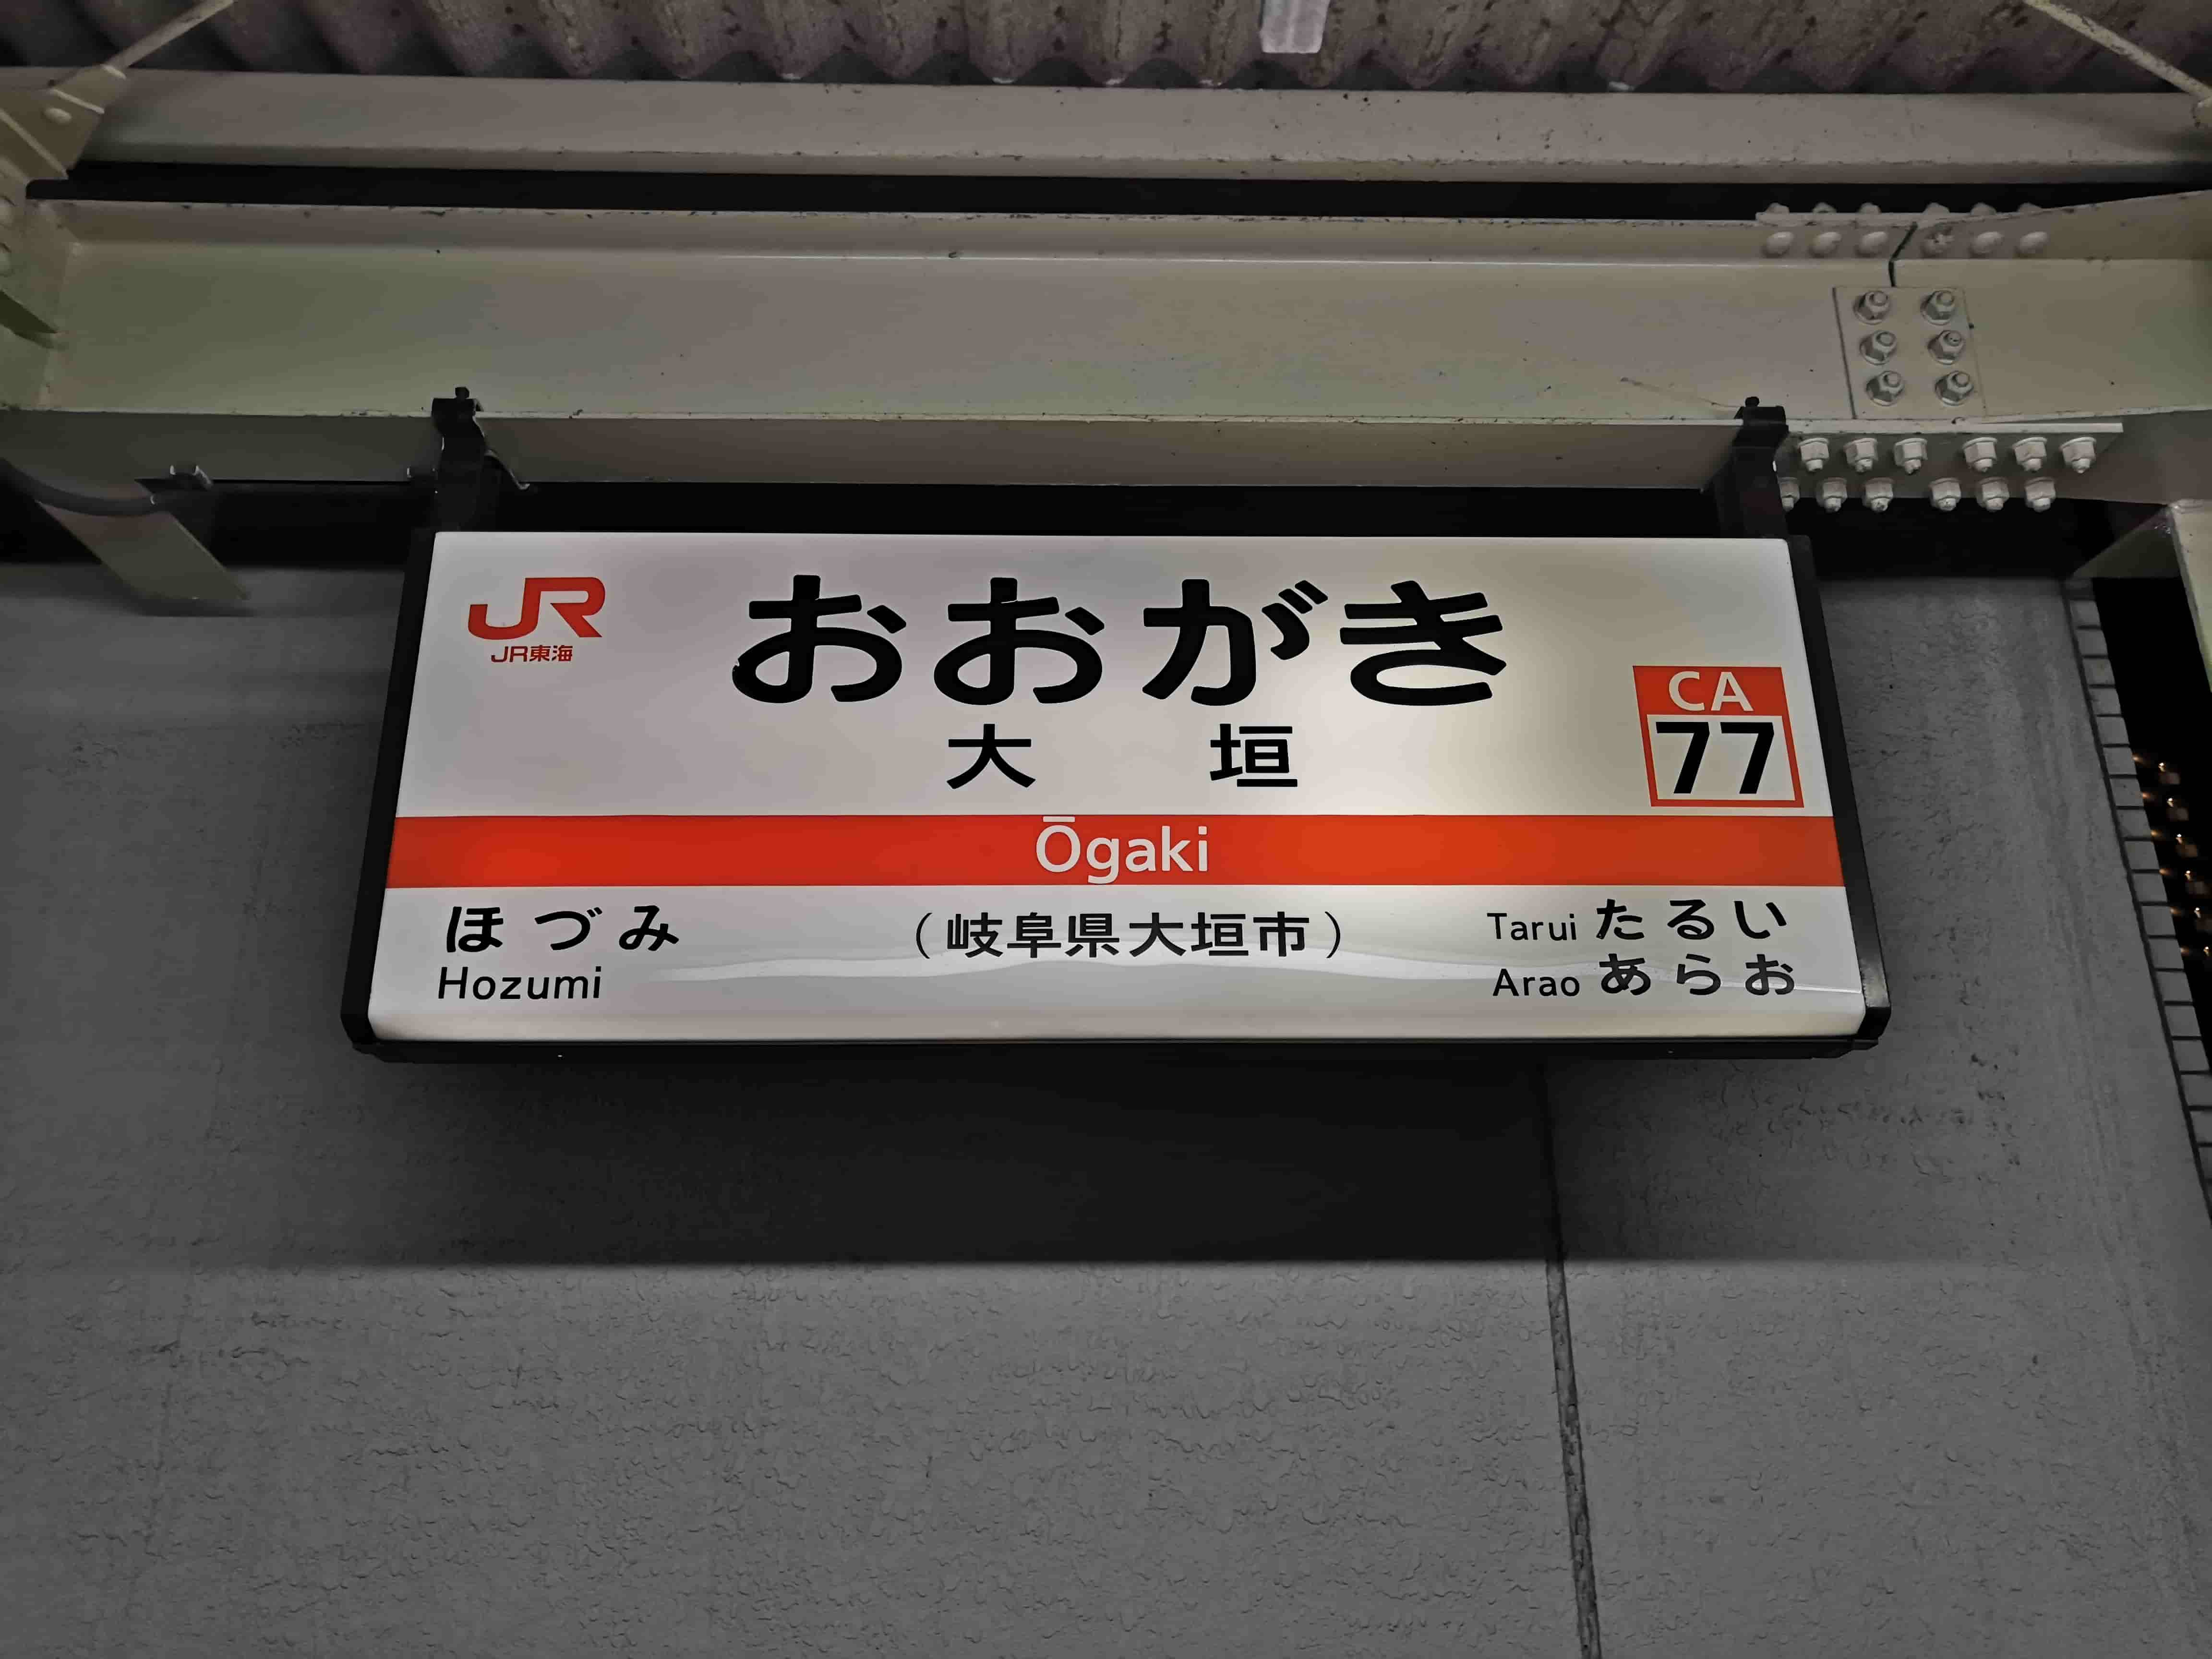 JR
JR東海
おおがき
大垣
CA
77
Ōgaki
ほづみ
Hozumi
（岐阜県大垣市）
Tarui たるい
Arao あらお